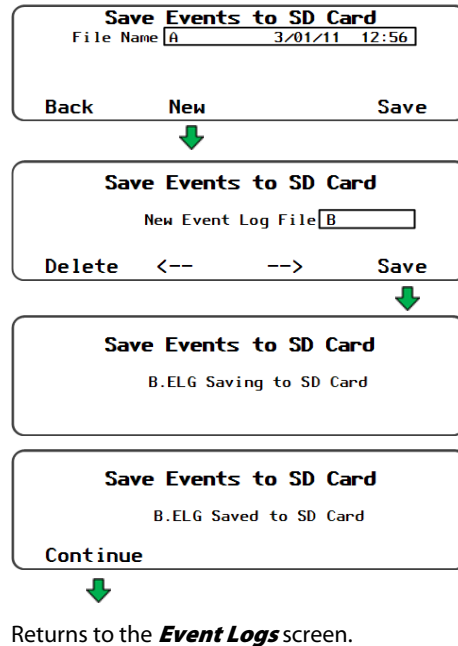 Save Events to SD Card
File Name A 3/01/11 12:56
Back New Save
Save Events to SD Card
New Event Log File B
Delete <-- --> Save
Save Events to SD Card
B.ELG Saving to SD Card
Save Events to SD Card
B.ELG Saved to SD Card
Continue
Returns to the Event Logs screen.